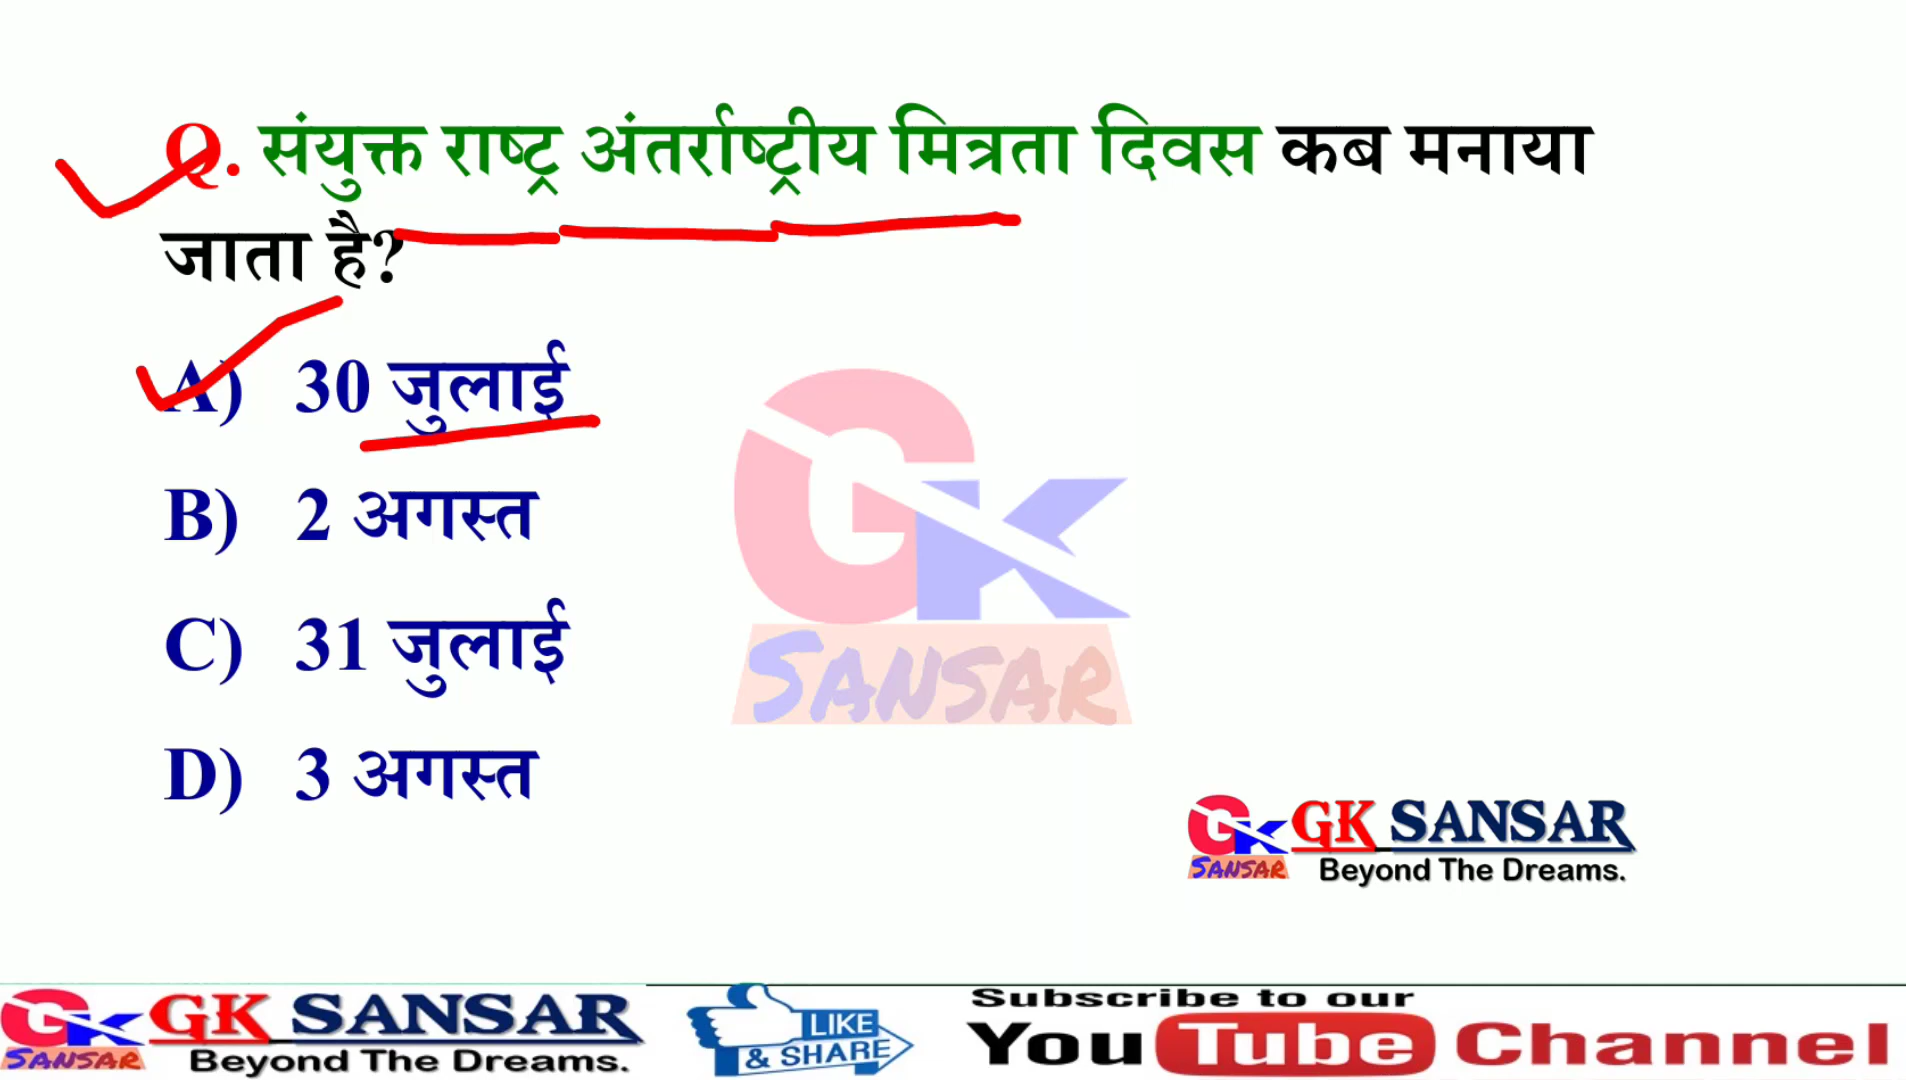 Q. संयुक्त राष्ट्र अंतर्राष्ट्रीय मित्रता दिवस कब मनाया
जाता है?
A) 30 जुलाई
B) 2 अगस्त
C) 31 जुलाई
D) 3 अगस्त
GK
SANSAR
GK SANSAR
SANSAR
Beyond The Dreams.
GK GK SANSAR
SANSAR
Beyond The Dreams.
LIKE
& SHARE
Subscribe to our
YouTube Channel